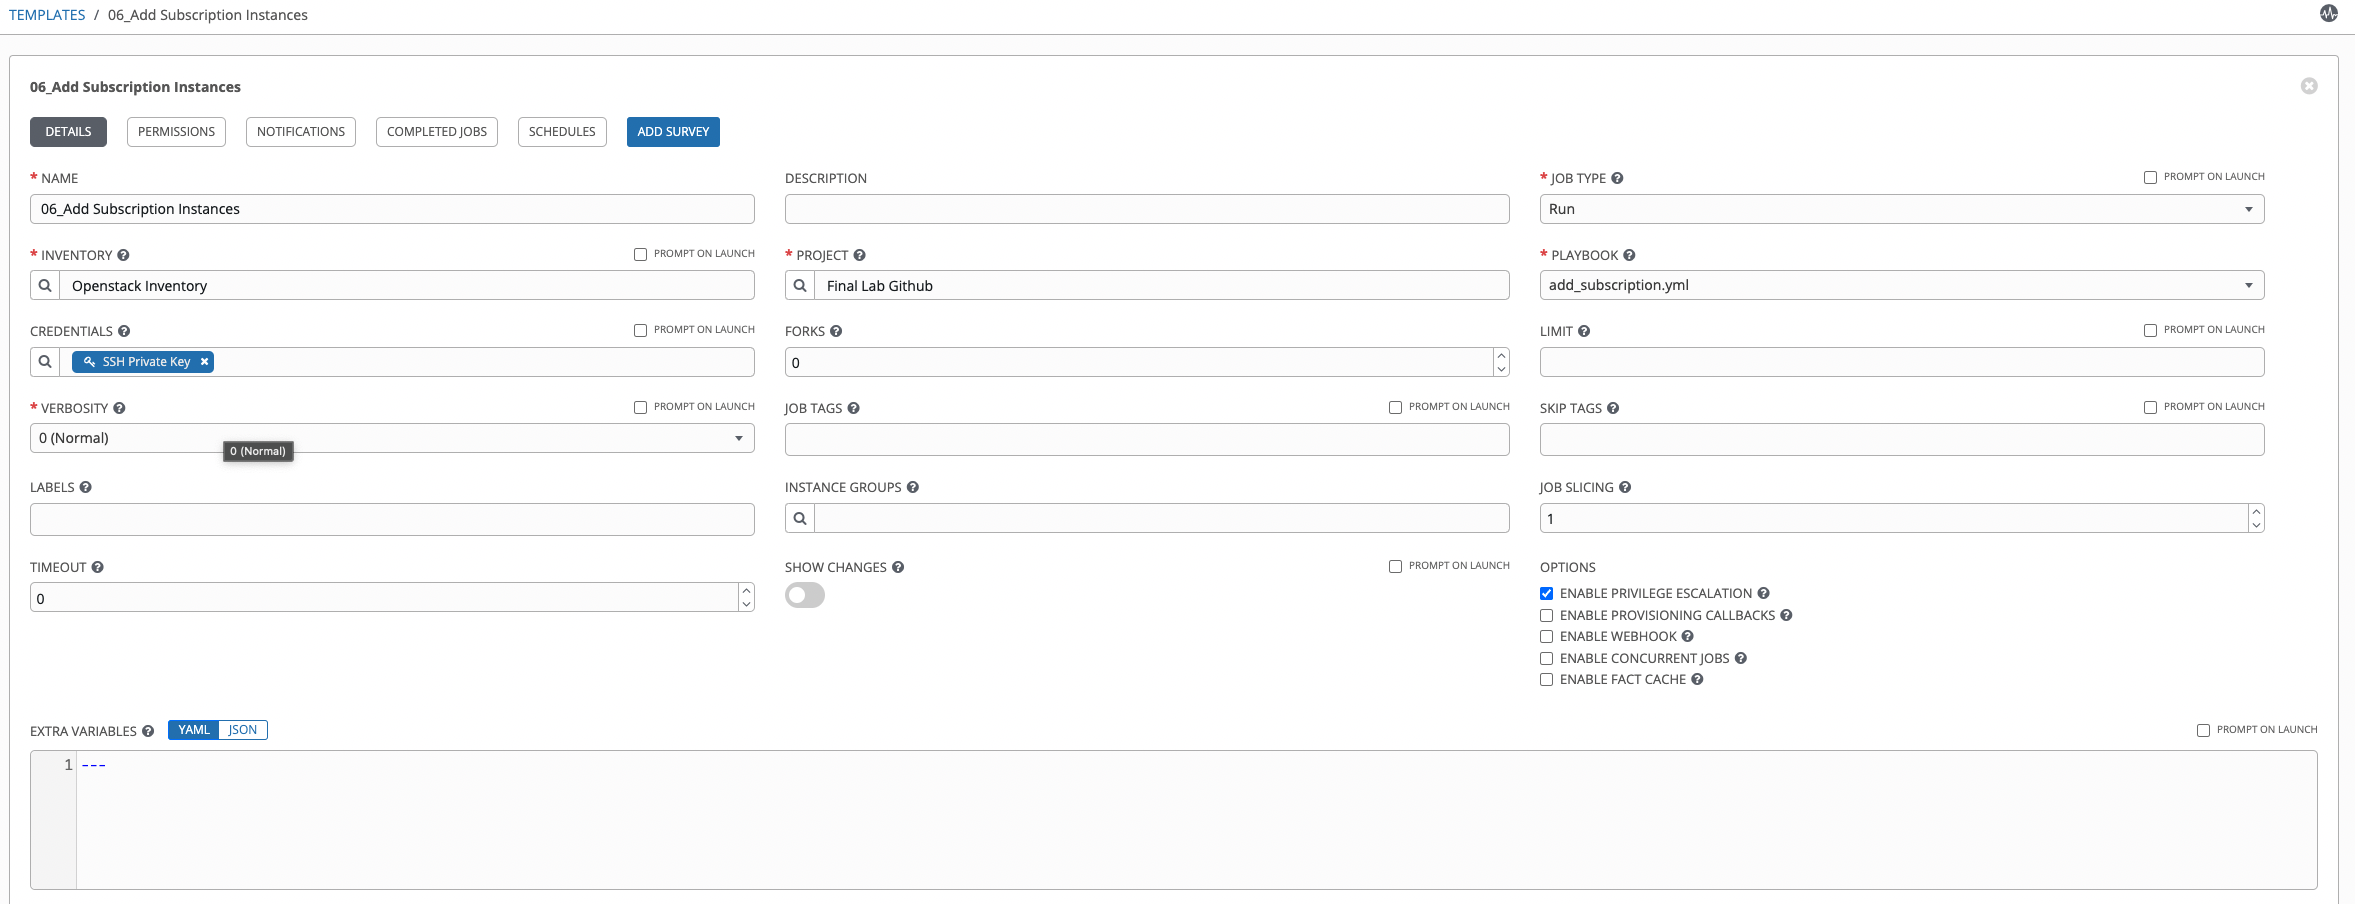 TEMPLATES / 06_Add Subscription Instances
06_Add Subscription Instances
DETAILS PERMISSIONS NOTIFICATIONS COMPLETED JOBS SCHEDULES ADD SURVEY
* NAME DESCRIPTION * JOB TYPE PROMPT ON LAUNCH
06_Add Subscription Instances Run
* INVENTORY PROMPT ON LAUNCH * PROJECT * PLAYBOOK
Openstack Inventory Final Lab Github add_subscription.yml
CREDENTIALS PROMPT ON LAUNCH FORKS LIMIT PROMPT ON LAUNCH
SSH Private Key 0
* VERBOSITY PROMPT ON LAUNCH JOB TAGS PROMPT ON LAUNCH SKIP TAGS PROMPT ON LAUNCH
0 (Normal)
0 (Normal)
LABELS INSTANCE GROUPS JOB SLICING
1
TIMEOUT SHOW CHANGES PROMPT ON LAUNCH OPTIONS
0 ENABLE PRIVILEGE ESCALATION
ENABLE PROVISIONING CALLBACKS
ENABLE WEBHOOK
ENABLE CONCURRENT JOBS
ENABLE FACT CACHE
EXTRA VARIABLES YAML JSON PROMPT ON LAUNCH
1 ---